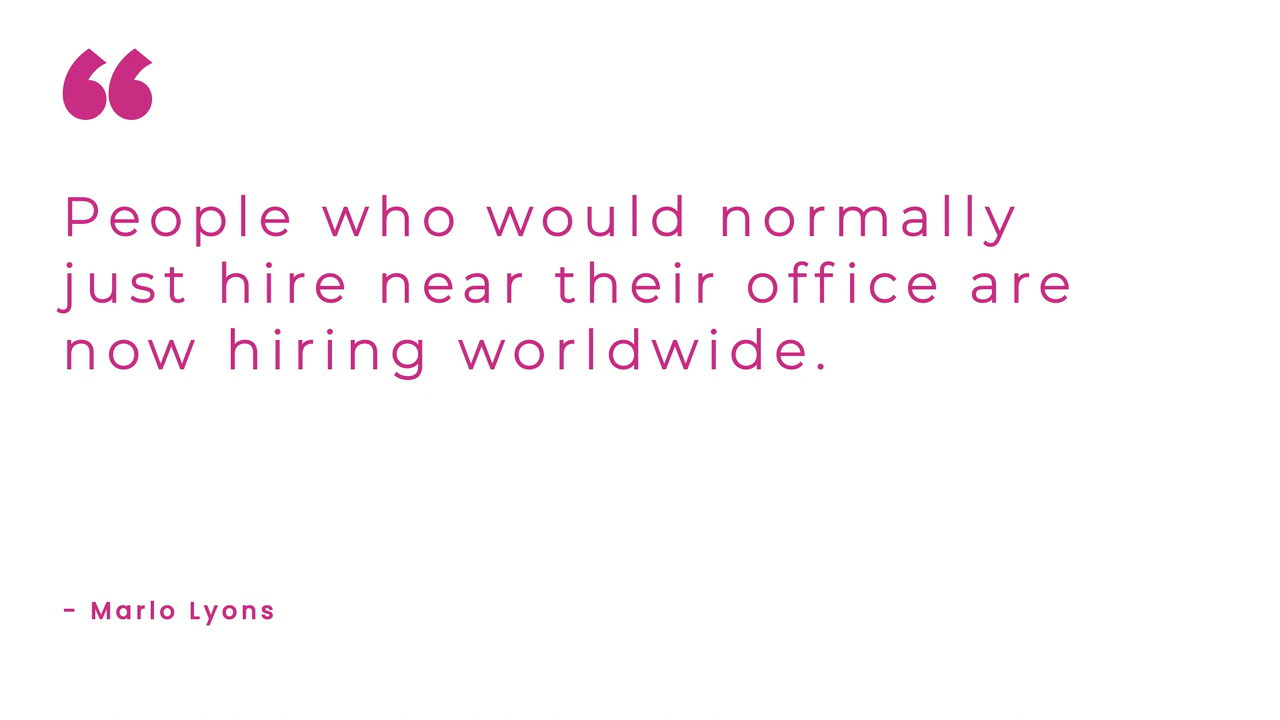 “
People who would normally
just hire near their office are
now hiring worldwide.
– Marlo Lyons